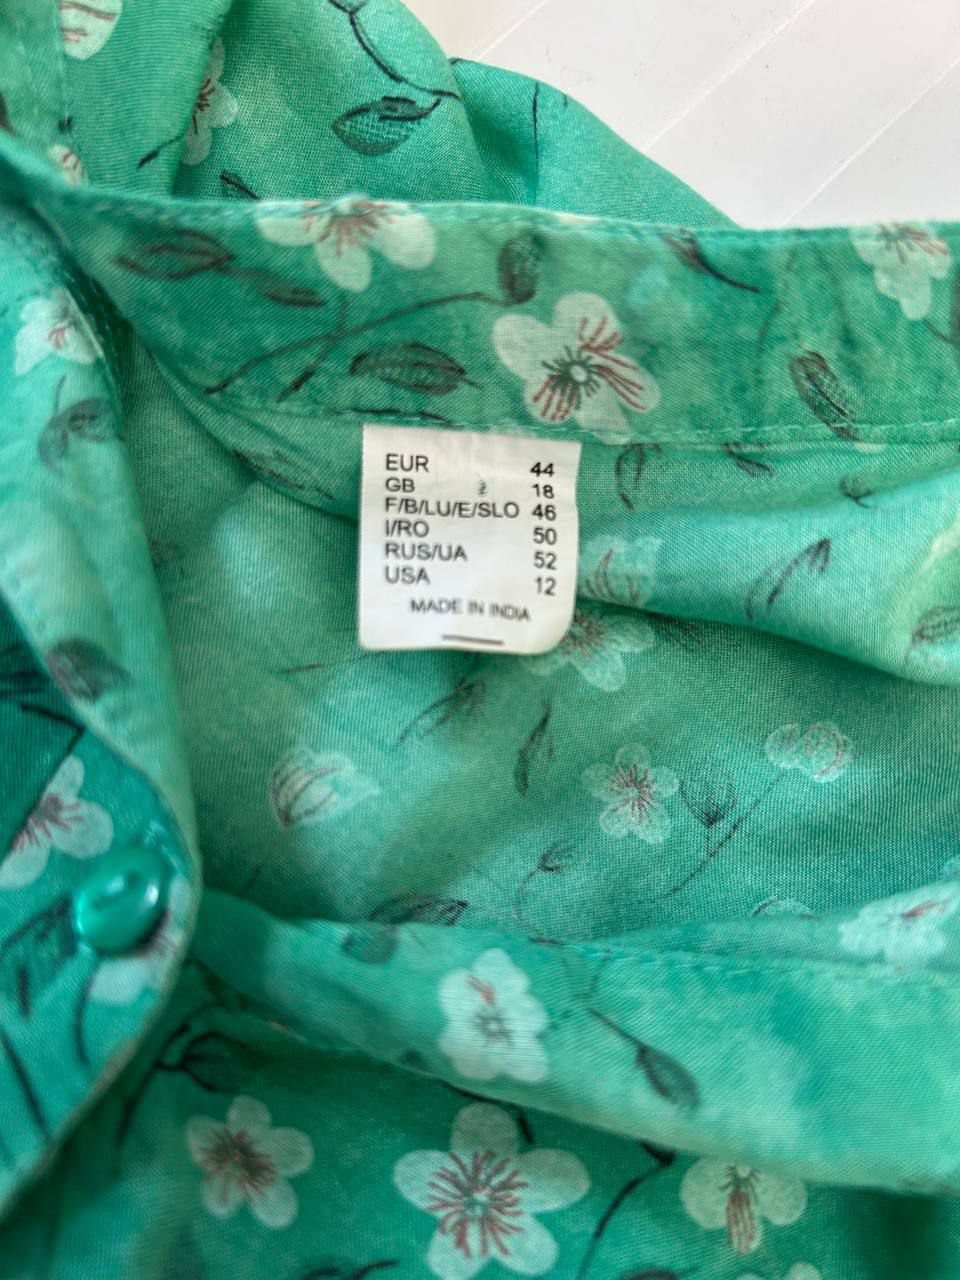 EUR 44
GB 18
F/B/LU/E/SLO 46
I/RO 50
RUS/UA 52
USA 12
MADE IN INDIA